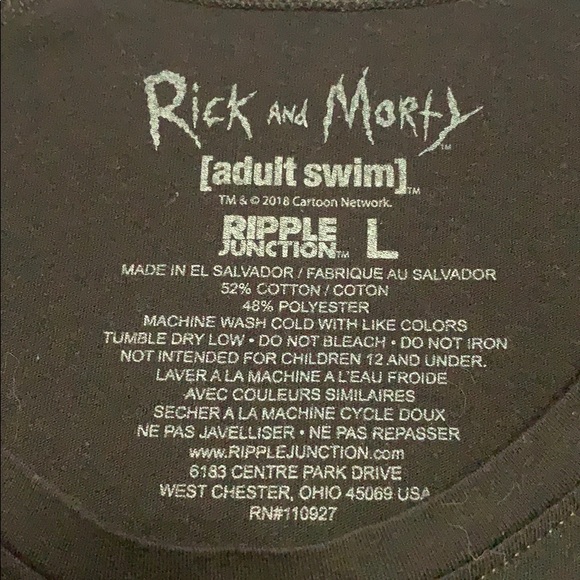 Rick and Morty TM
[adult swim] TM
TM & © 2018 Cartoon Network.
RIPPLE JUNCTION TM L
MADE IN EL SALVADOR / FABRIQUE AU SALVADOR
52% COTTON / COTON
48% POLYESTER
MACHINE WASH COLD WITH LIKE COLORS
TUMBLE DRY LOW • DO NOT BLEACH • DO NOT IRON
NOT INTENDED FOR CHILDREN 12 AND UNDER.
LAVER A LA MACHINE A L'EAU FROIDE
AVEC COULEURS SIMILAIRES
SECHER A LA MACHINE CYCLE DOUX
NE PAS JAVELLISER • NE PAS REPASSER
www.RIPPLEJUNCTION.com
6183 CENTRE PARK DRIVE
WEST CHESTER, OHIO 45069 USA
RN#110927